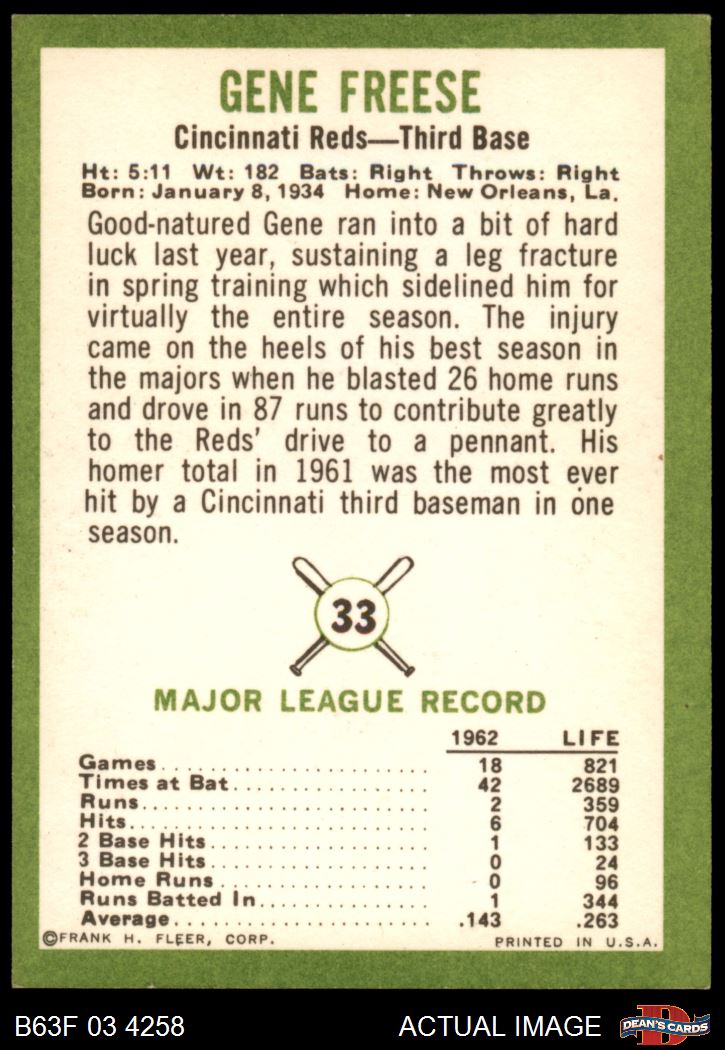 GENE FREESE
Cincinnati Reds—Third Base
Ht: 5:11 Wt: 182 Bats: Right Throws: Right
Born: January 8, 1934 Home: New Orleans, La.
Good-natured Gene ran into a bit of hard
luck last year, sustaining a leg fracture
in spring training which sidelined him for
virtually the entire season. The injury
came on the heels of his best season in
the majors when he blasted 26 home runs
and drove in 87 runs to contribute greatly
to the Reds' drive to a pennant. His
homer total in 1961 was the most ever
hit by a Cincinnati third baseman in one
season.
33
MAJOR LEAGUE RECORD
1962 LIFE
Games 18 821
Times at Bat 42 2689
Runs 2 359
Hits 6 704
2 Base Hits 1 133
3 Base Hits 0 24
Home Runs 0 96
Runs Batted In 1 344
Average .143 .263
©FRANK H. FLEER, CORP. PRINTED IN U.S.A.
B63F 03 4258 ACTUAL IMAGE D DEAN'S CARDS